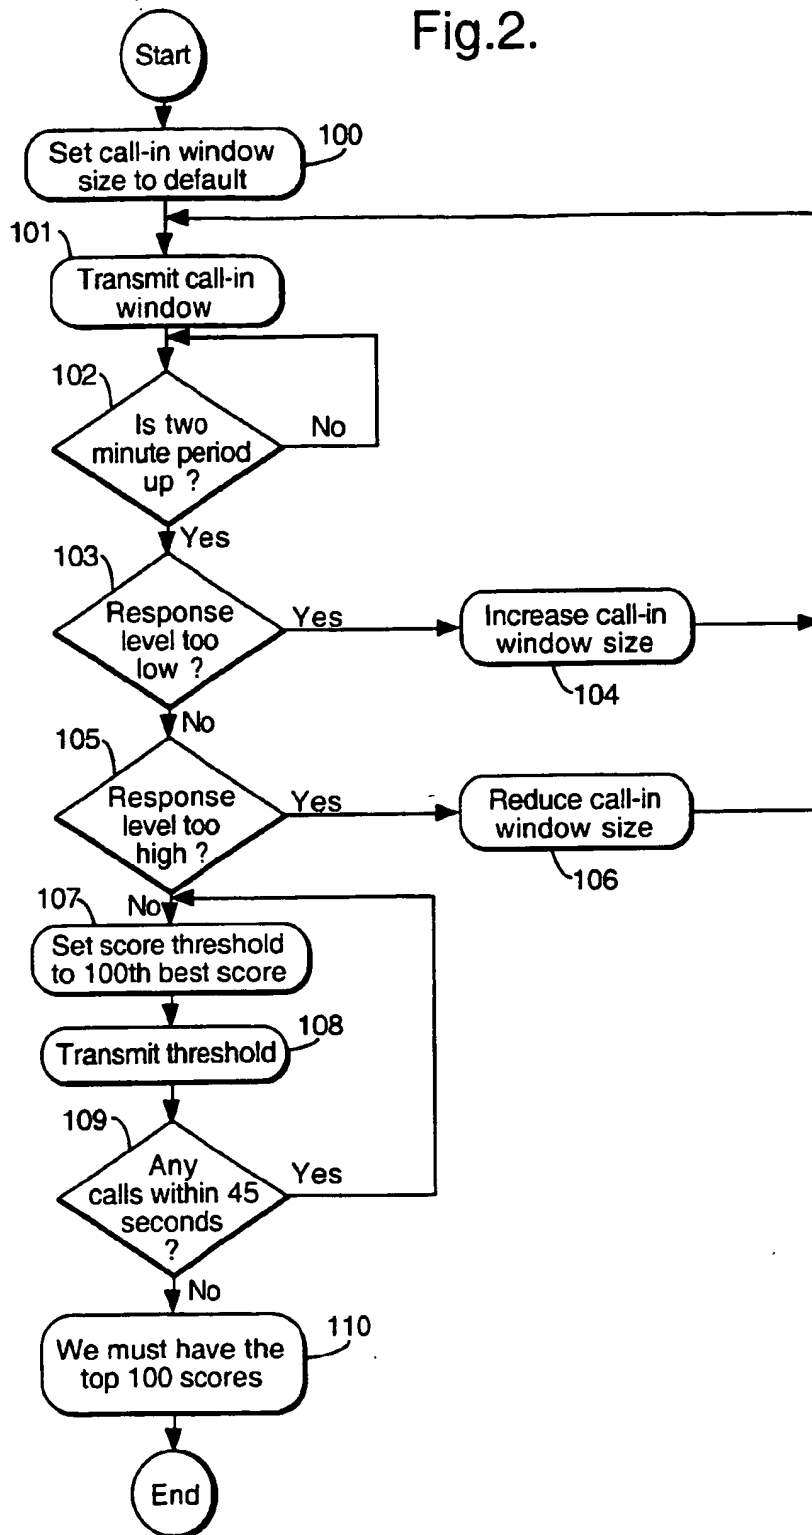 Fig.2.
Start
100
Set call-in window
size to default
101
Transmit call-in
window
102
Is two
minute period
up ?
No
Yes
103
Response
level too
low ?
Yes
Increase call-in
window size
104
No
105
Response
level too
high ?
Yes
Reduce call-in
window size
106
No
107
Set score threshold
to 100th best score
108
Transmit threshold
109
Any
calls within 45
seconds
?
Yes
No
110
We must have the
top 100 scores
End